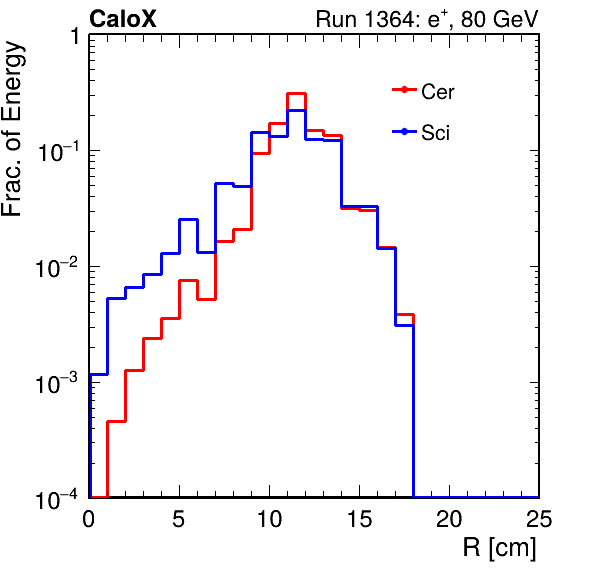 CaloX Run 1364: e⁺, 80 GeV
Frac. of Energy
1
10⁻¹
10⁻²
10⁻³
10⁻⁴
Cer
Sci
0 5 10 15 20 25
R [cm]